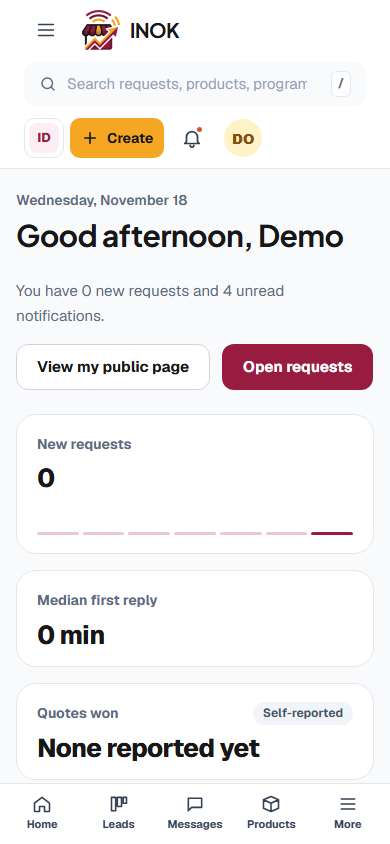 INOK
Search requests, products, program
/
ID
Create
DO
Wednesday, November 18
Good afternoon, Demo
You have 0 new requests and 4 unread
notifications.
View my public page
Open requests
New requests
0
Median first reply
0 min
Quotes won
Self-reported
None reported yet
Home
Leads
Messages
Products
More